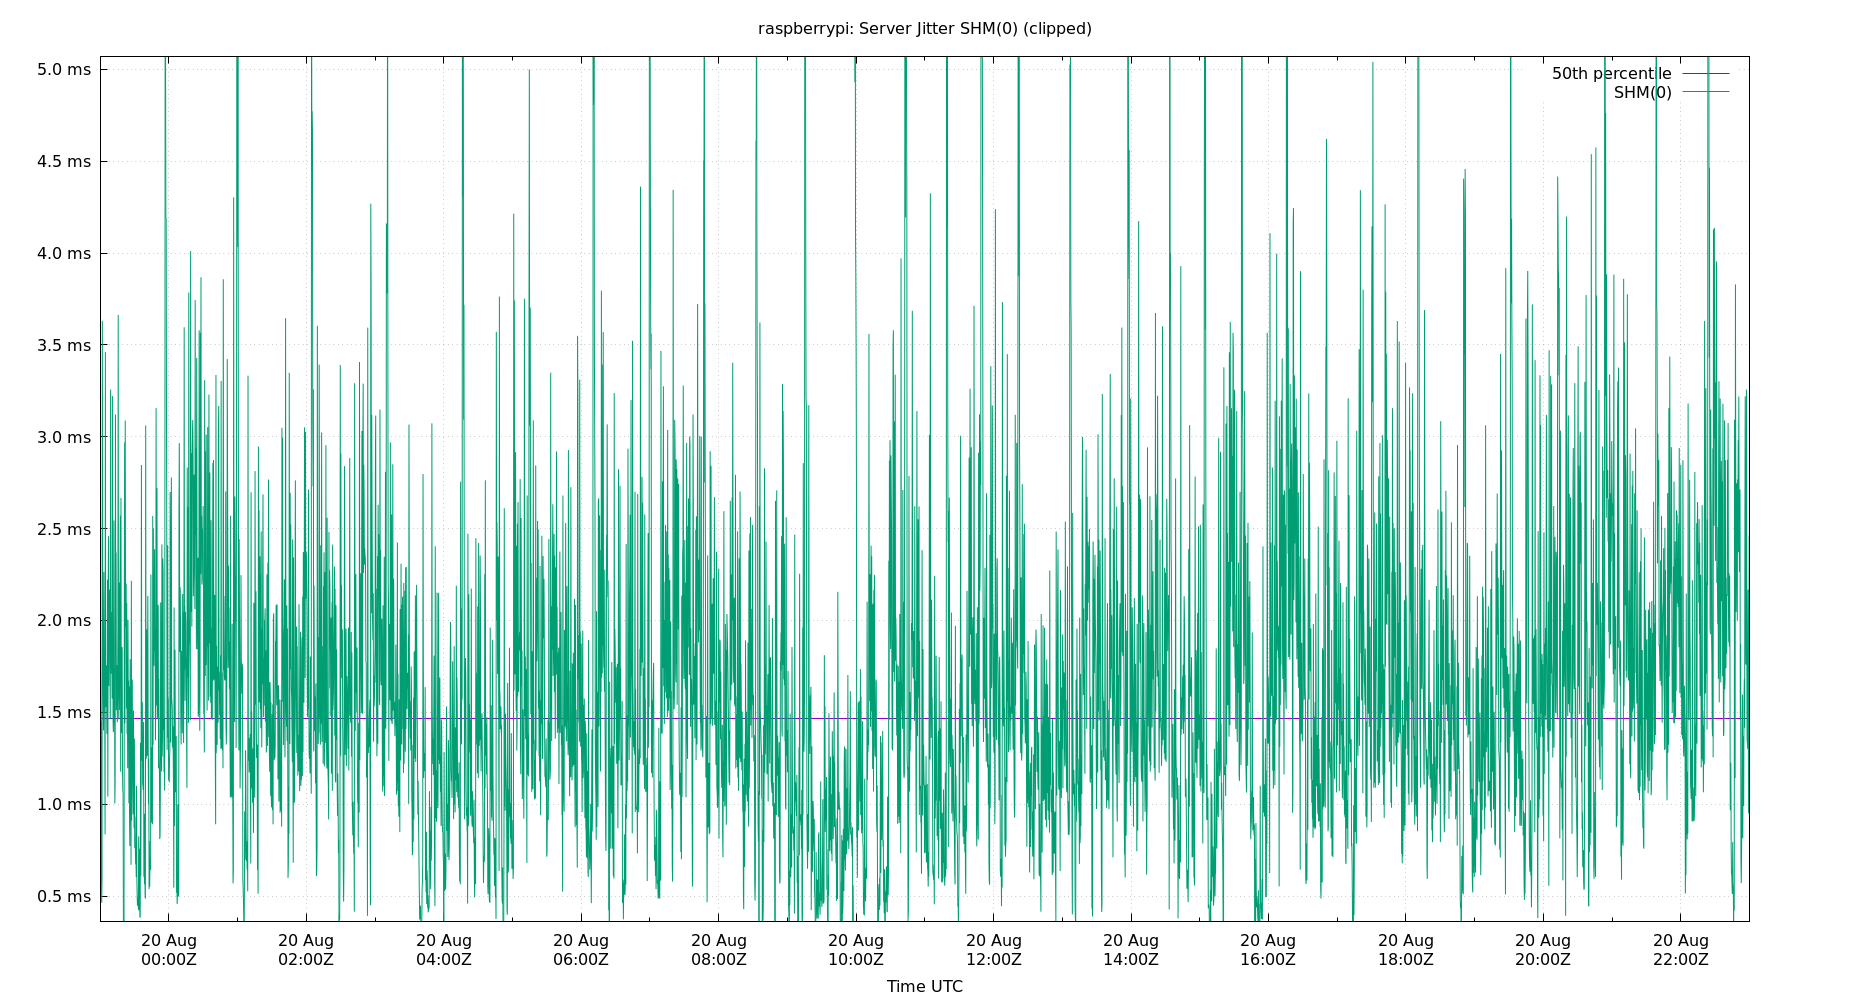 raspberrypi: Server Jitter SHM(0) (clipped)
50th percentile
SHM(0)
5.0 ms
4.5 ms
4.0 ms
3.5 ms
3.0 ms
2.5 ms
2.0 ms
1.5 ms
1.0 ms
0.5 ms
20 Aug 20 Aug 20 Aug 20 Aug 20 Aug 20 Aug 20 Aug 20 Aug 20 Aug 20 Aug 20 Aug 20 Aug
00:00Z 02:00Z 04:00Z 06:00Z 08:00Z 10:00Z 12:00Z 14:00Z 16:00Z 18:00Z 20:00Z 22:00Z
Time UTC